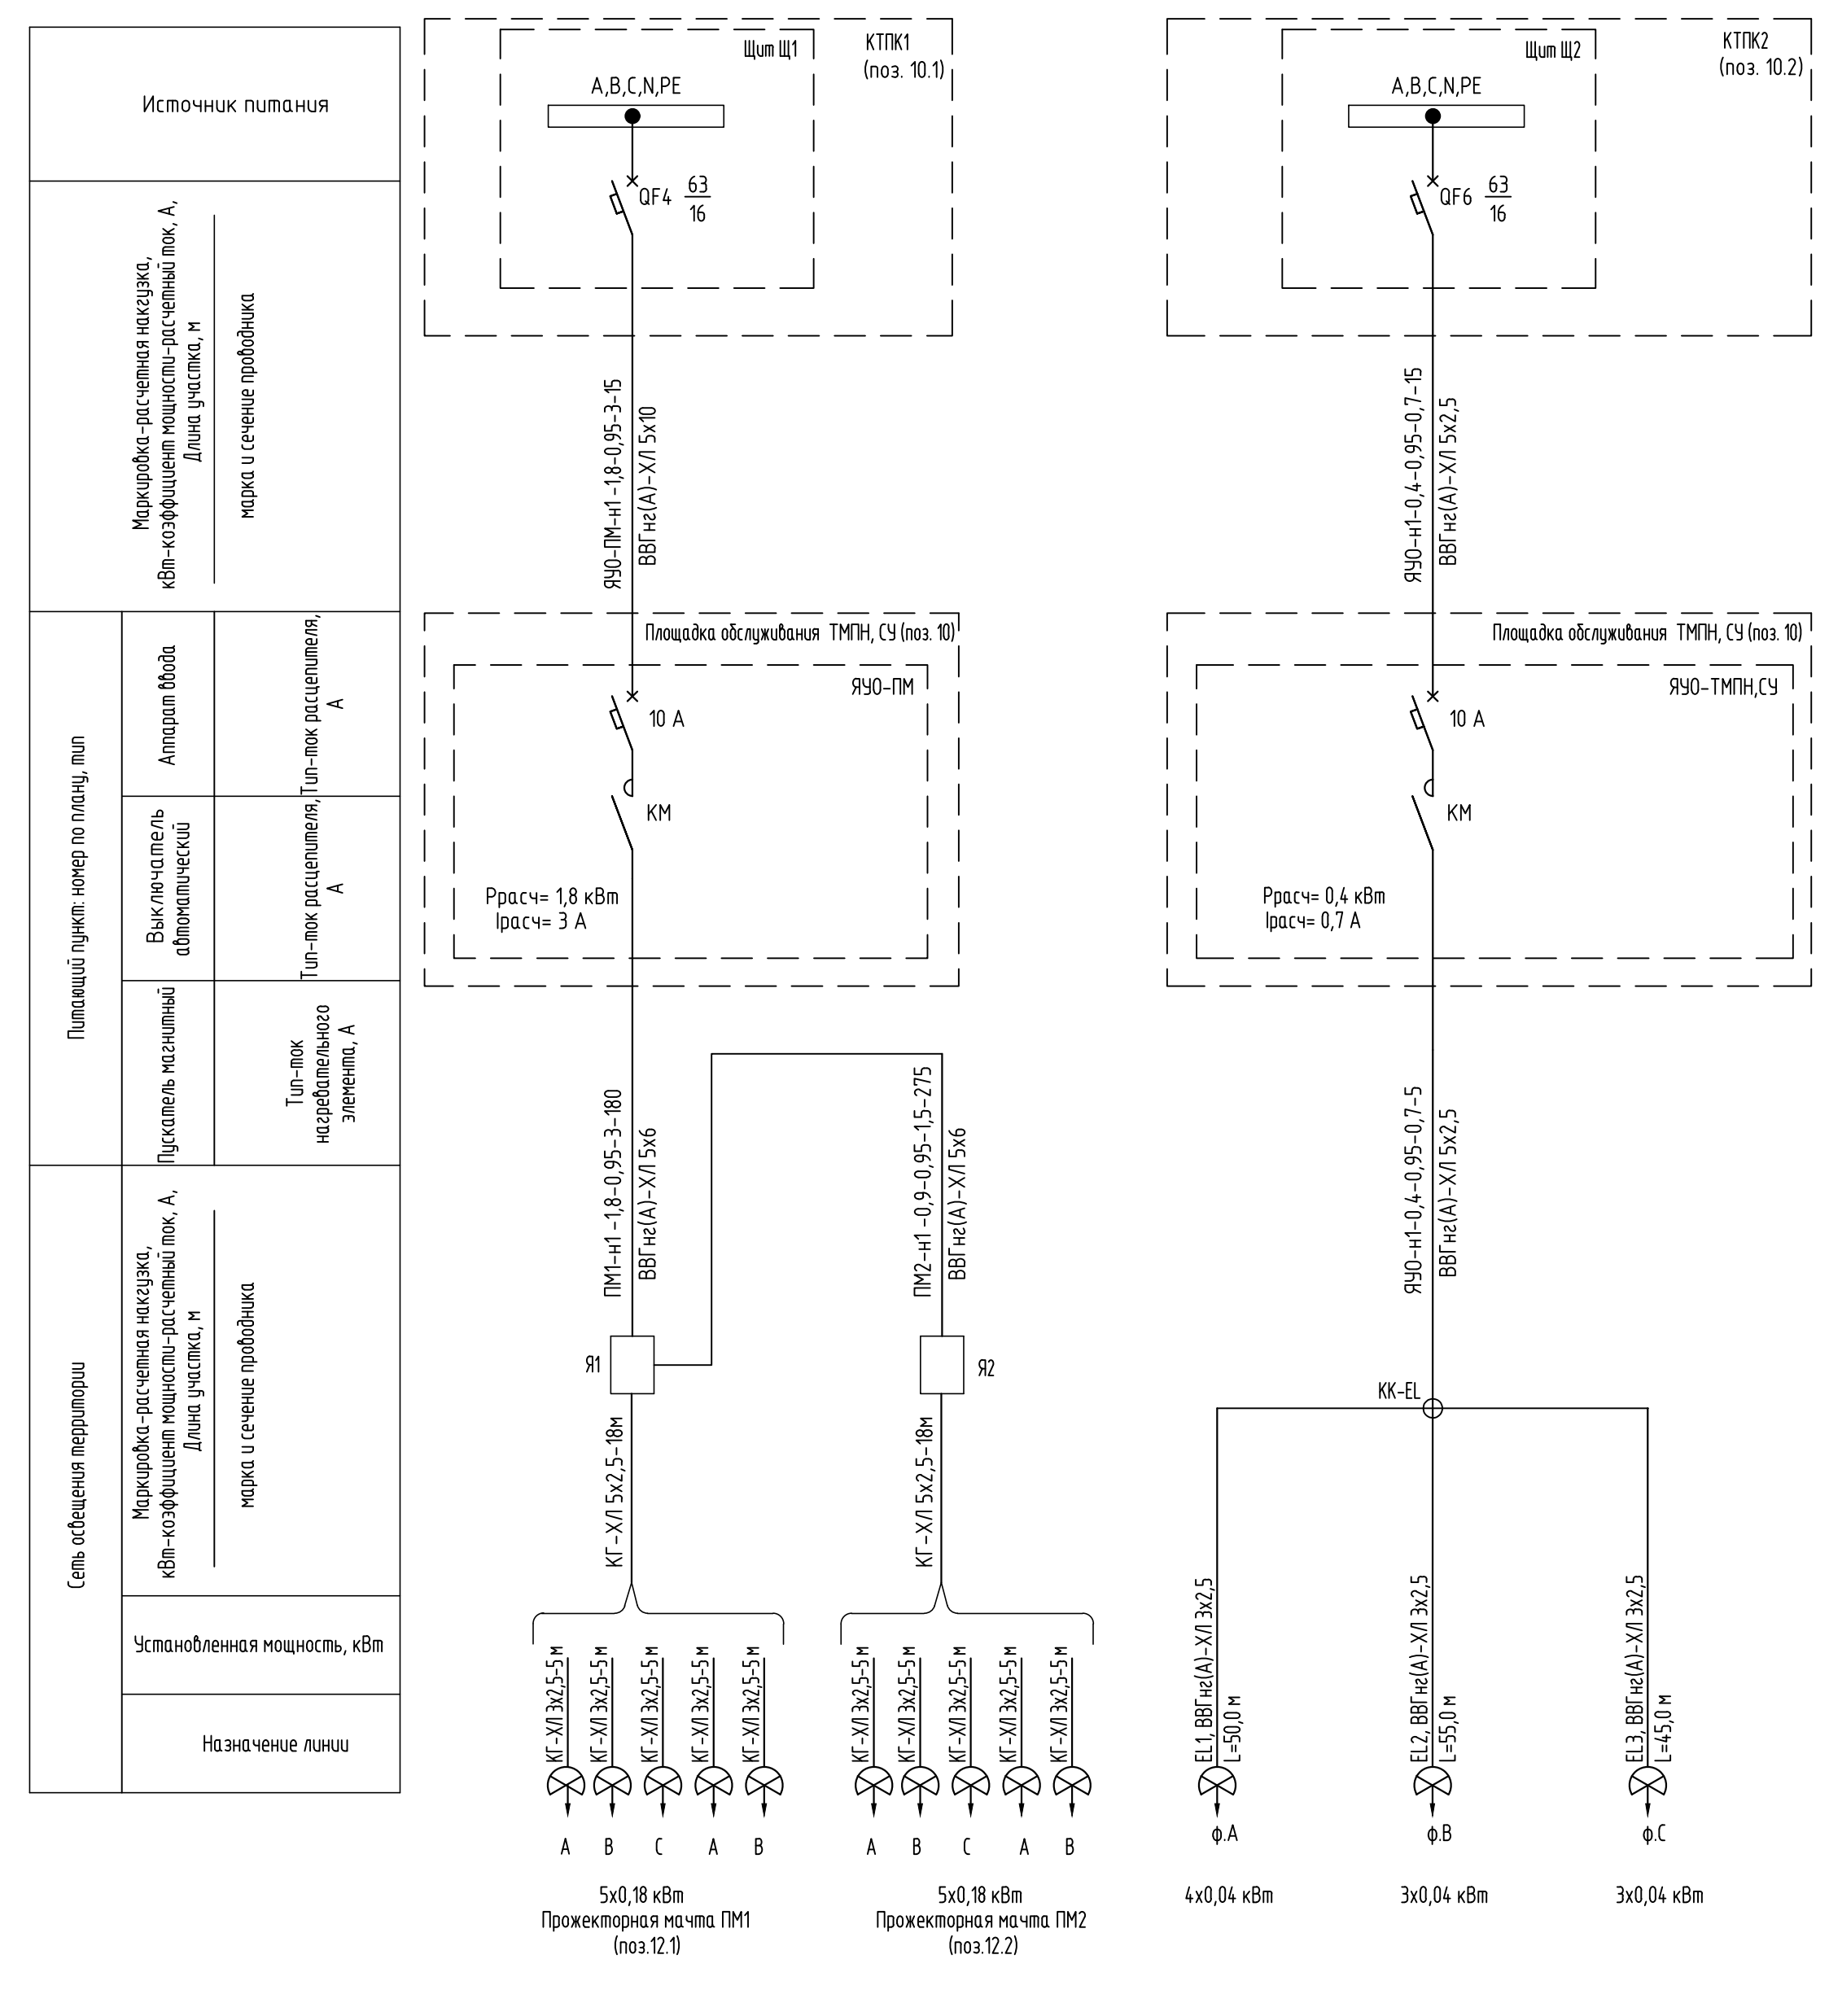 Источник питания
Маркировка-расчетная накгузка,
кВт-коэффициент мощности-расчетный ток, А,
Длина участка, м
марка и сечение проводника
Питающий пункт: номер по плану, тип
Аппарат ввода
Тип-ток расцепителя,
А
Выключатель
автоматический
Тип-ток расцепителя,
А
Пускатель магнитный
Тип-ток
нагревательного
элемента, А
Сеть освещения территории
Маркировка-расчетная накгузка,
кВт-коэффициент мощности-расчетный ток, А,
Длина участка, м
марка и сечение проводника
Установленная мощность, кВт
Назначение линии
КТПК1
(поз. 10.1)
Щит Щ1
A,B,C,N,PE
QF4 63
16
ЯУО-ПМ-н1-1,8-0,95-3-15
ВВГнг(А)-ХЛ 5х10
Площадка обслуживания ТМПН, СУ (поз. 10)
ЯУО-ПМ
10 А
КМ
Ррасч= 1,8 кВт
Iрасч= 3 А
ПМ1-н1-1,8-0,95-3-180
ВВГнг(А)-ХЛ 5х6
ПМ2-н1-0,9-0,95-1,5-275
ВВГнг(А)-ХЛ 5х6
Я1
Я2
КГ-ХЛ 5х2,5-18м
КГ-ХЛ 5х2,5-18м
КГ-ХЛ 3х2,5-5 м
КГ-ХЛ 3х2,5-5 м
КГ-ХЛ 3х2,5-5 м
КГ-ХЛ 3х2,5-5 м
КГ-ХЛ 3х2,5-5 м
КГ-ХЛ 3х2,5-5 м
КГ-ХЛ 3х2,5-5 м
КГ-ХЛ 3х2,5-5 м
КГ-ХЛ 3х2,5-5 м
КГ-ХЛ 3х2,5-5 м
А В С А В
А В С А В
5х0,18 кВт
Прожекторная мачта ПМ1
(поз.12.1)
5х0,18 кВт
Прожекторная мачта ПМ2
(поз.12.2)
КТПК2
(поз. 10.2)
Щит Щ2
A,B,C,N,PE
QF6 63
16
ЯУО-н1-0,4-0,95-0,7-15
ВВГнг(А)-ХЛ 5х2,5
Площадка обслуживания ТМПН, СУ (поз. 10)
ЯУО-ТМПН,СУ
10 А
КМ
Ррасч= 0,4 кВт
Iрасч= 0,7 А
ЯУО-н1-0,4-0,95-0,7-5
ВВГнг(А)-ХЛ 5х2,5
КК-EL
EL1, ВВГнг(А)-ХЛ 3х2,5
L=50,0 м
EL2, ВВГнг(А)-ХЛ 3х2,5
L=55,0 м
EL3, ВВГнг(А)-ХЛ 3х2,5
L=45,0 м
ф.А
ф.В
ф.С
4х0,04 кВт
3х0,04 кВт
3х0,04 кВт